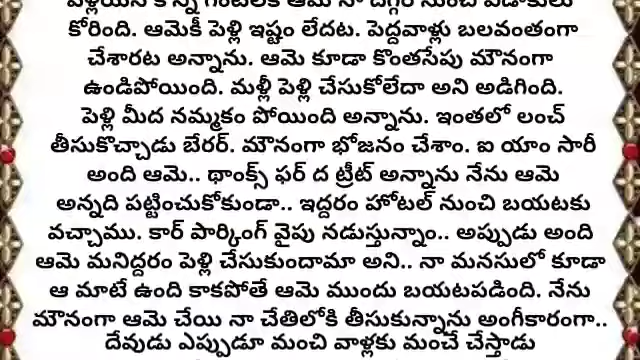 పెళ్లయిన కొన్ని గంటలకే ఆమె నా దగ్గర నుంచి విడాకులు
కోరింది. ఆమెకీ పెళ్లి ఇష్టం లేదట. పెద్దవాళ్లు బలవంతంగా
చేశారట అన్నాను. ఆమె కూడా కొంతసేపు మౌనంగా
ఉండిపోయింది. మళ్లీ పెళ్లి చేసుకోలేదా అని అడిగింది.
పెళ్లి మీద నమ్మకం పోయింది అన్నాను. ఇంతలో లంచ్
తీసుకొచ్చాడు బేరర్. మౌనంగా భోజనం చేశాం. ఐ యాం సారీ
అంది ఆమె.. థాంక్స్ ఫర్ ద ట్రీట్ అన్నాను నేను ఆమె
అన్నది పట్టించుకోకుండా.. ఇద్దరం హోటల్ నుంచి బయటకు
వచ్చాము. కార్ పార్కింగ్ వైపు నడుస్తున్నాం.. అప్పుడు అంది
ఆమె మనిద్దరం పెళ్లి చేసుకుందామా అని.. నా మనసులో కూడా
ఆ మాటే ఉంది కాకపోతే ఆమె ముందు బయటపడింది. నేను
మౌనంగా ఆమె చేయి నా చేతిలోకి తీసుకున్నాను అంగీకారంగా..
దేవుడు ఎప్పుడూ మంచి వాళ్లకు మంచే చేస్తాడు